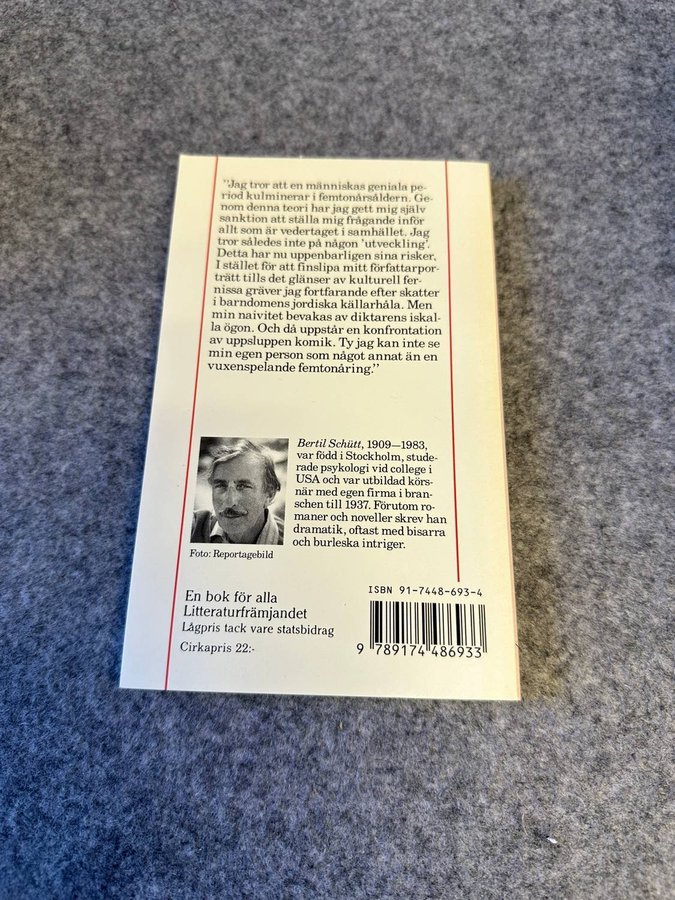 ”Jag tror att en människas geniala pe-
riod kulminerar i femtonårsåldern. Ge-
nom denna teori har jag gett mig själv
sanktion att ställa mig frågande inför
allt som är vedertaget i samhället. Jag
tror således inte på någon ’utveckling’.
Detta har nu uppenbarligen sina risker.
I stället för att finslipa mitt författarpor-
trätt tills det glänser av kulturell fer-
nissa gräver jag fortfarande efter skatter
i barndomens jordiska källarhåla. Men
min naivitet bevakas av diktarens iskal-
la ögon. Och då uppstår en konfrontation
av uppsluppen komik. Ty jag kan inte se
min egen person som något annat än en
vuxenspelande femtonåring.”
Bertil Schütt, 1909—1983,
var född i Stockholm, stude-
rade psykologi vid college i
USA och var utbildad körs-
när med egen firma i bran-
schen till 1937. Förutom ro-
maner och noveller skrev han
dramatik, oftast med bisarra
och burleska intriger.
Foto: Reportagebild
En bok för alla
Litteraturfrämjandet
Lågpris tack vare statsbidrag
Cirkapris 22:-
ISBN 91-7448-693-4
9 789174 486933